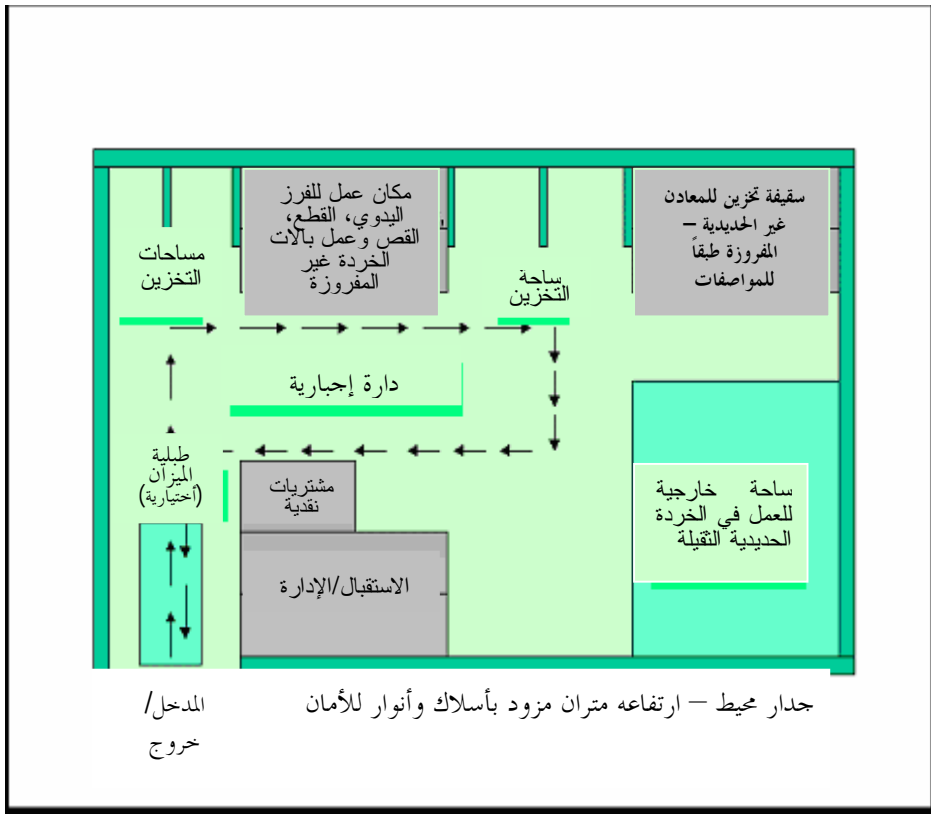 مكان عمل للفرز
اليدوي، القطع،
القص وعمل بالات
الخردة غير
المفروزة
سقيفة تخزين للمعادن
غير الحديدية –
المفروزة طبقاً
للمواصفات
مساحات
التخزين
ساحة
التخزين
دارة إجبارية
طبلية
الميزان
(أختيارية)
مشتريات
نقدية
ساحة خارجية
للعمل في الخردة
الحديدية الثقيلة
الاستقبال/الإدارة
جدار محيط – ارتفاعه متران مزود بأسلاك وأنوار للأمان
المدخل/
خروج